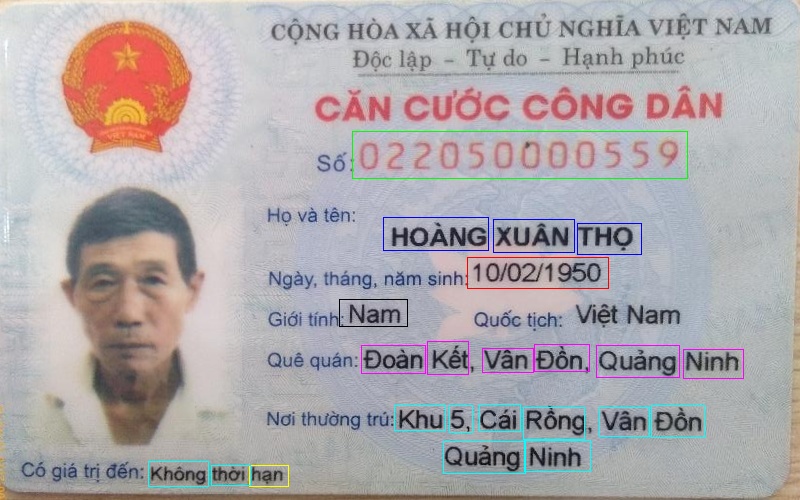 CỘNG HÒA XÃ HỘI CHỦ NGHĨA VIỆT NAM
Độc lập - Tự do - Hạnh phúc
CĂN CƯỚC CÔNG DÂN
Số: 022050000559
Họ và tên:
HOÀNG XUÂN THỌ
Ngày, tháng, năm sinh: 10/02/1950
Giới tính: Nam Quốc tịch: Việt Nam
Quê quán: Đoàn Kết, Vân Đồn, Quảng Ninh
Nơi thường trú: Khu 5, Cái Rồng, Vân Đồn
Quảng Ninh
Có giá trị đến: Không thời hạn
VIỆT NAM